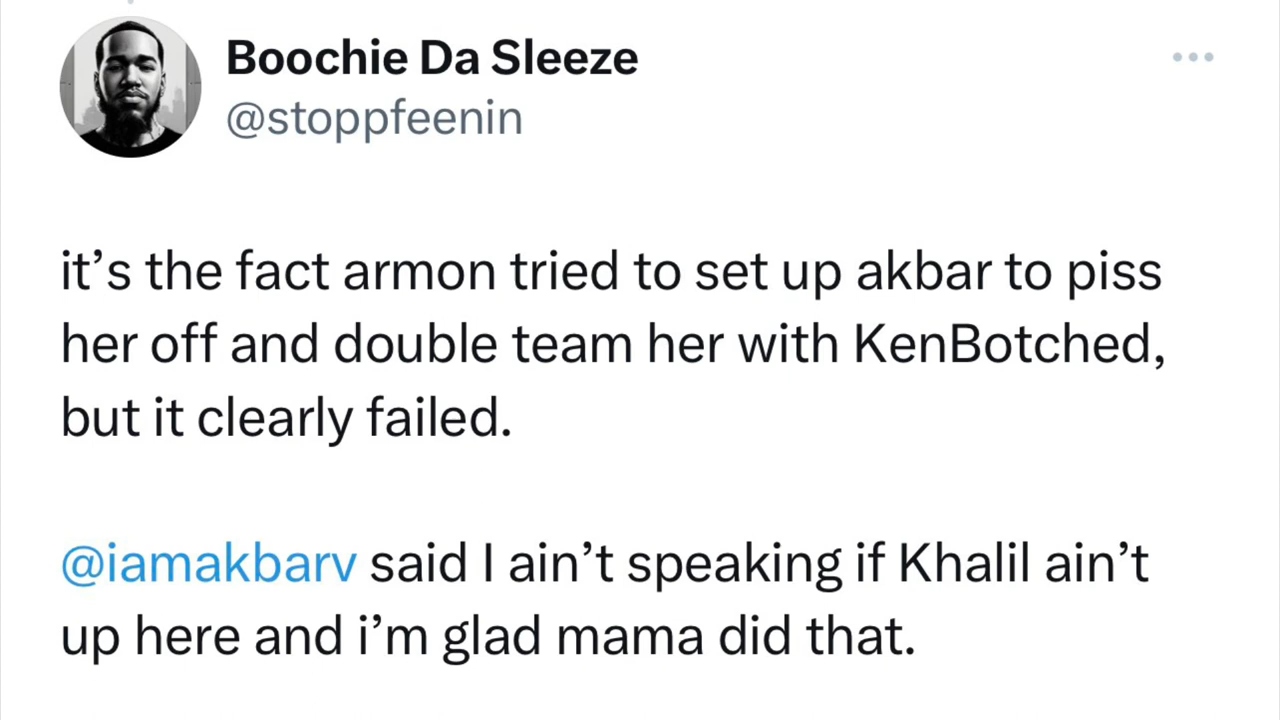 Boochie Da Sleeze
@stoppfeenin
it’s the fact armon tried to set up akbar to piss
her off and double team her with KenBotched,
but it clearly failed.
@iamakbarv said I ain’t speaking if Khalil ain’t
up here and i’m glad mama did that.